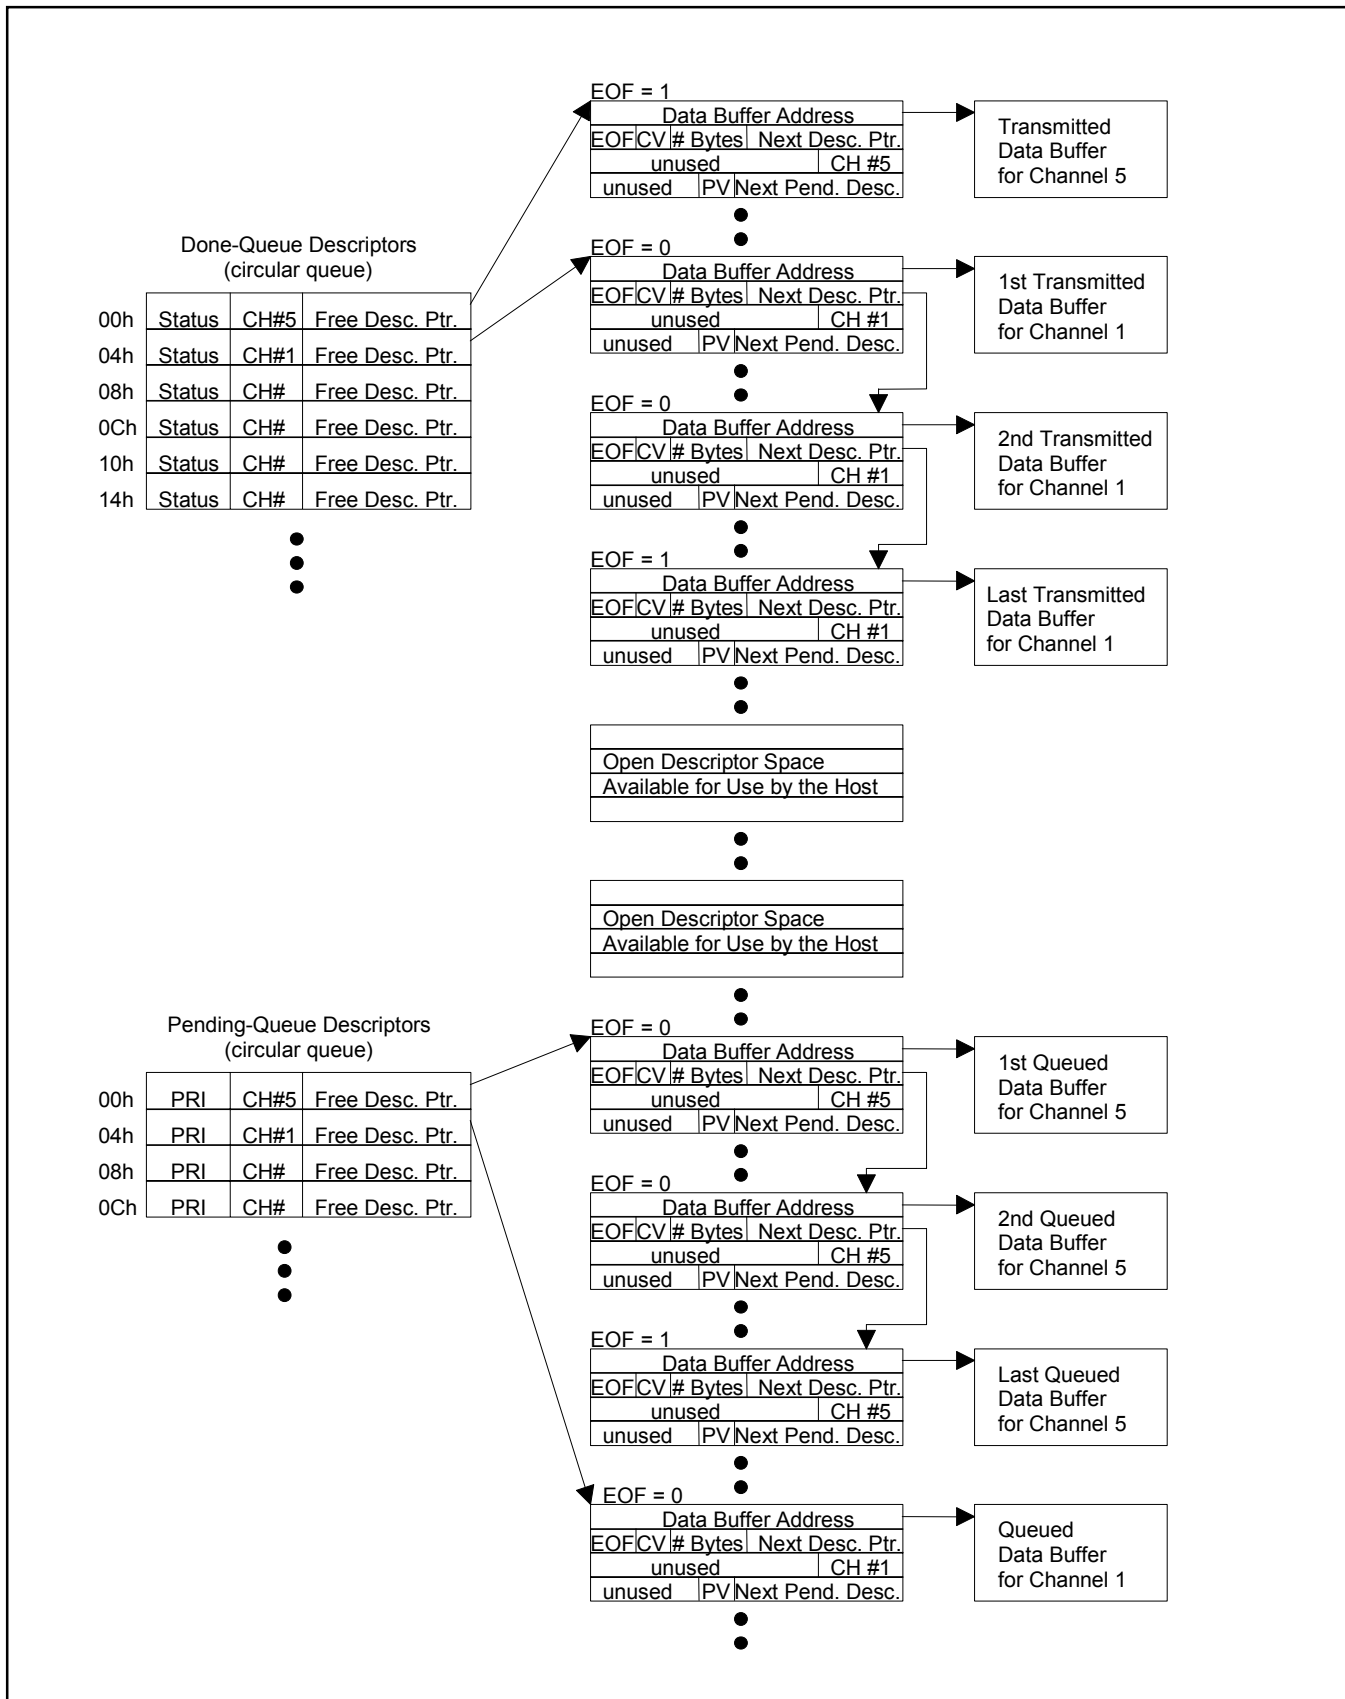 EOF = 1
Data Buffer Address
EOF CV # Bytes Next Desc. Ptr.
unused CH #5
unused PV Next Pend. Desc.
Transmitted
Data Buffer
for Channel 5
Done-Queue Descriptors
(circular queue)
00h Status CH#5 Free Desc. Ptr.
04h Status CH#1 Free Desc. Ptr.
08h Status CH# Free Desc. Ptr.
0Ch Status CH# Free Desc. Ptr.
10h Status CH# Free Desc. Ptr.
14h Status CH# Free Desc. Ptr.
EOF = 0
Data Buffer Address
EOF CV # Bytes Next Desc. Ptr.
unused CH #1
unused PV Next Pend. Desc.
1st Transmitted
Data Buffer
for Channel 1
EOF = 0
Data Buffer Address
EOF CV # Bytes Next Desc. Ptr.
unused CH #1
unused PV Next Pend. Desc.
2nd Transmitted
Data Buffer
for Channel 1
EOF = 1
Data Buffer Address
EOF CV # Bytes Next Desc. Ptr.
unused CH #1
unused PV Next Pend. Desc.
Last Transmitted
Data Buffer
for Channel 1
Open Descriptor Space
Available for Use by the Host
Open Descriptor Space
Available for Use by the Host
Pending-Queue Descriptors
(circular queue)
00h PRI CH#5 Free Desc. Ptr.
04h PRI CH#1 Free Desc. Ptr.
08h PRI CH# Free Desc. Ptr.
0Ch PRI CH# Free Desc. Ptr.
EOF = 0
Data Buffer Address
EOF CV # Bytes Next Desc. Ptr.
unused CH #5
unused PV Next Pend. Desc.
1st Queued
Data Buffer
for Channel 5
EOF = 0
Data Buffer Address
EOF CV # Bytes Next Desc. Ptr.
unused CH #5
unused PV Next Pend. Desc.
2nd Queued
Data Buffer
for Channel 5
EOF = 1
Data Buffer Address
EOF CV # Bytes Next Desc. Ptr.
unused CH #5
unused PV Next Pend. Desc.
Last Queued
Data Buffer
for Channel 5
EOF = 0
Data Buffer Address
EOF CV # Bytes Next Desc. Ptr.
unused CH #1
unused PV Next Pend. Desc.
Queued
Data Buffer
for Channel 1